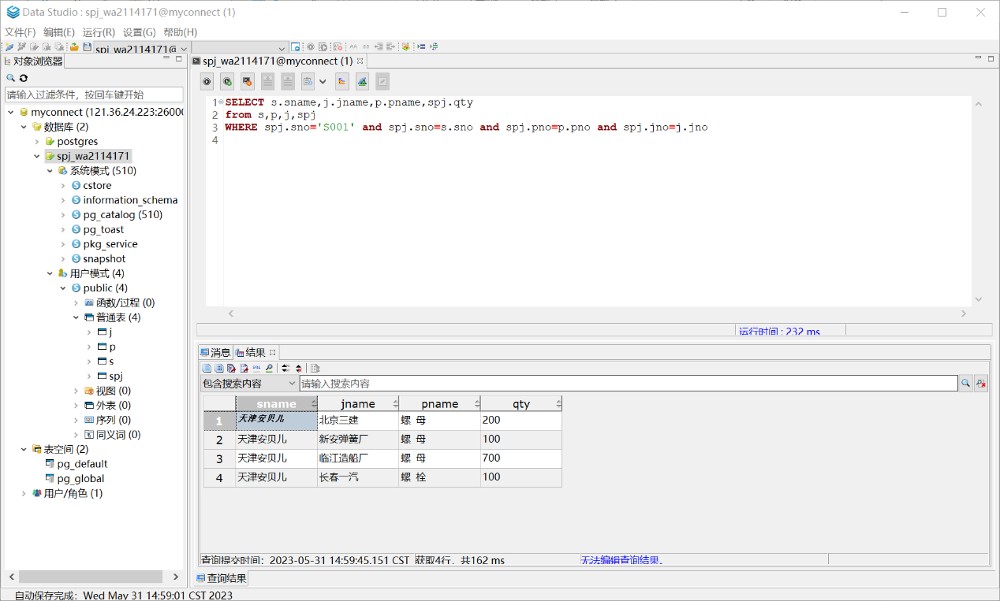 Data Studio : spj_wa2114171@myconnect (1)
文件(F) 编辑(E) 运行(R) 设置(G) 帮助(H)
spj_wa2114171@
对象浏览器
请输入过滤条件，按回车键开始
myconnect (121.36.24.223:26000
数据库 (2)
postgres
spj_wa2114171
系统模式 (510)
cstore
information_schema
pg_catalog (510)
pg_toast
pkg_service
snapshot
用户模式 (4)
public (4)
函数/过程 (0)
普通表 (4)
j
p
s
spj
视图 (0)
外表 (0)
序列 (0)
同义词 (0)
表空间 (2)
pg_default
pg_global
用户/角色 (1)
spj_wa2114171@myconnect (1)
1 SELECT s.sname,j.jname,p.pname,spj.qty
2 from s,p,j,spj
3 WHERE spj.sno='S001' and spj.sno=s.sno and spj.pno=p.pno and spj.jno=j.jno
4
运行时间 : 232 ms
消息 结果
包含搜索内容 请输入搜索内容
sname jname pname qty
1 天津安贝儿 北京三建 螺 母 200
2 天津安贝儿 新安弹簧厂 螺 母 100
3 天津安贝儿 临江造船厂 螺 母 700
4 天津安贝儿 长春一汽 螺 栓 100
查询提交时间：2023-05-31 14:59:45.151 CST 获取4行，共162 ms 无法编辑查询结果。
查询结果
自动保存完成：Wed May 31 14:59:01 CST 2023